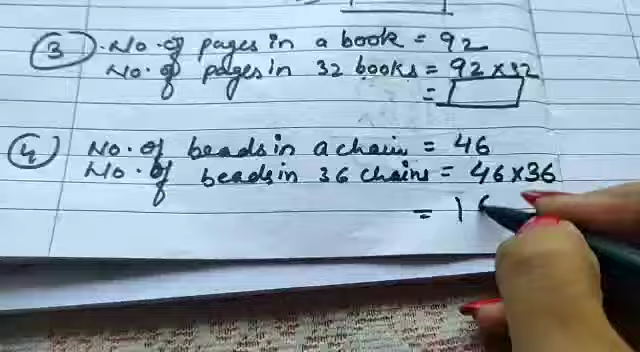 3 . No. of pages in a book = 92
No. of pages in 32 books = 92 x 32
=
4 No. of beads in a chain = 46
No. of beads in 36 chains = 46 x 36
= 1